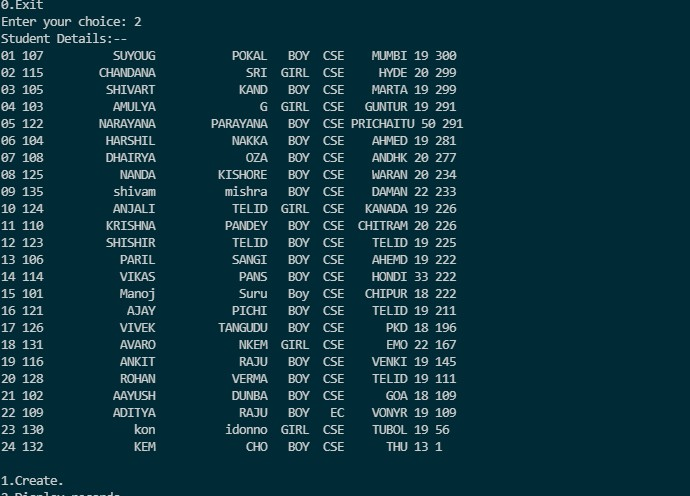 0.Exit
Enter your choice: 2
Student Details:--
01 107 SUYOUG POKAL BOY CSE MUMBI 19 300
02 115 CHANDANA SRI GIRL CSE HYDE 20 299
03 105 SHIVART KAND BOY CSE MARTA 19 299
04 103 AMULYA G GIRL CSE GUNTUR 19 291
05 122 NARAYANA PARAYANA BOY CSE PRICHAITU 50 291
06 104 HARSHIL NAKKA BOY CSE AHMED 19 281
07 108 DHAIRYA OZA BOY CSE ANDHK 20 277
08 125 NANDA KISHORE BOY CSE WARAN 20 234
09 135 shivam mishra BOY CSE DAMAN 22 233
10 124 ANJALI TELID GIRL CSE KANADA 19 226
11 110 KRISHNA PANDEY BOY CSE CHITRAM 20 226
12 123 SHISHIR TELID BOY CSE TELID 19 225
13 106 PARIL SANGI BOY CSE AHEMD 19 222
14 114 VIKAS PANS BOY CSE HONDI 33 222
15 101 Manoj Suru Boy CSE CHIPUR 18 222
16 121 AJAY PICHI BOY CSE TELID 19 211
17 126 VIVEK TANGUDU BOY CSE PKD 18 196
18 131 AVARO NKEM GIRL CSE EMO 22 167
19 116 ANKIT RAJU BOY CSE VENKI 19 145
20 128 ROHAN VERMA BOY CSE TELID 19 111
21 102 AAYUSH DUNBA BOY CSE GOA 18 109
22 109 ADITYA RAJU BOY EC VONYR 19 109
23 130 kon idonno GIRL CSE TUBOL 19 56
24 132 KEM CHO BOY CSE THU 13 1
1.Create.
2.Display records